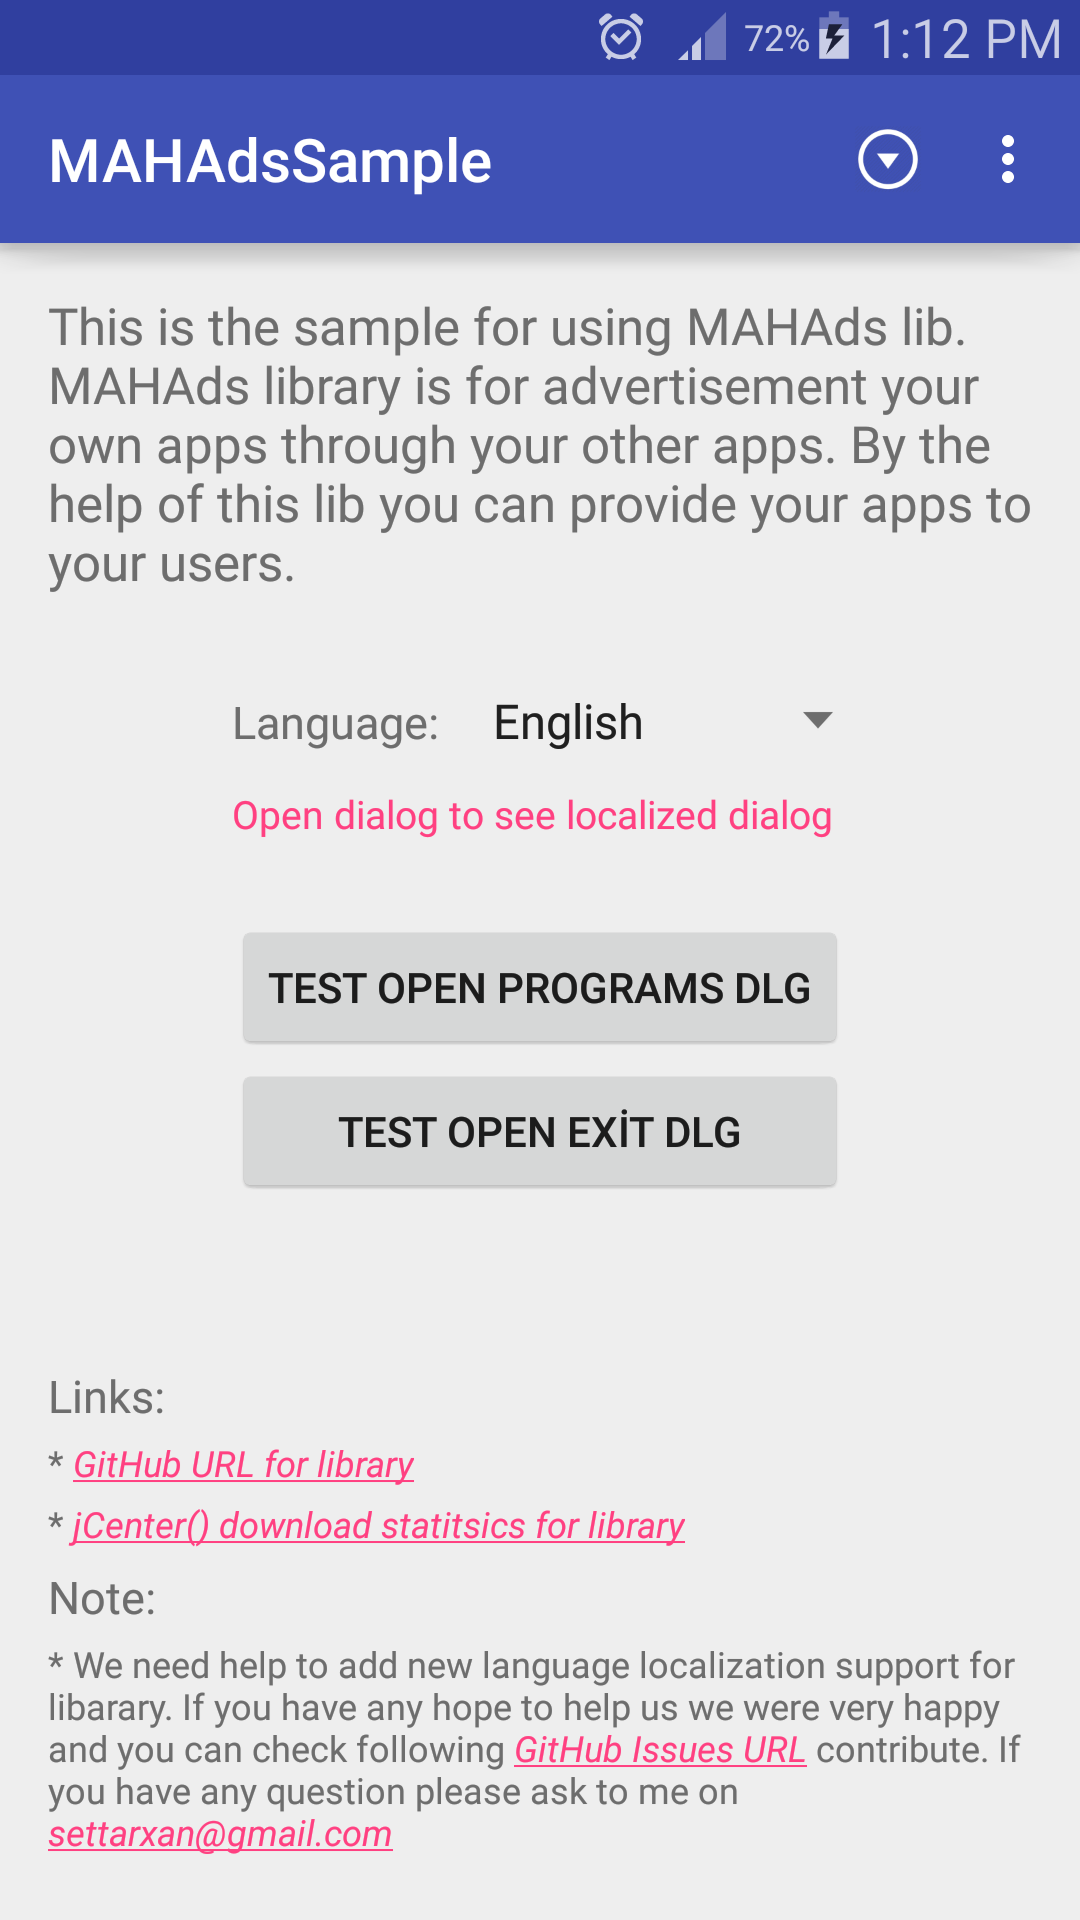 72% 1:12 PM
MAHAdsSample
This is the sample for using MAHAds lib.
MAHAds library is for advertisement your
own apps through your other apps. By the
help of this lib you can provide your apps to
your users.
Language: English
Open dialog to see localized dialog
TEST OPEN PROGRAMS DLG
TEST OPEN EXİT DLG
Links:
* GitHub URL for library
* jCenter() download statitsics for library
Note:
* We need help to add new language localization support for
libarary. If you have any hope to help us we were very happy
and you can check following GitHub Issues URL contribute. If
you have any question please ask to me on
settarxan@gmail.com